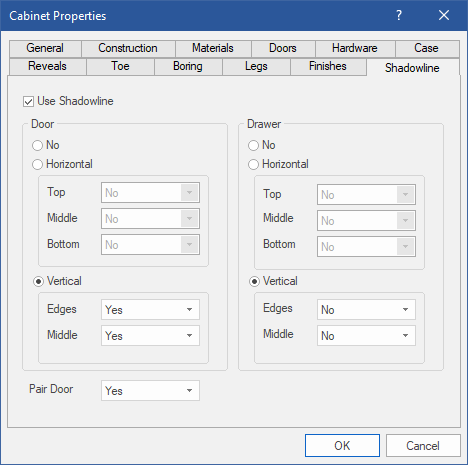 Cabinet Properties ?
General Construction Materials Doors Hardware Case
Reveals Toe Boring Legs Finishes Shadowline
Use Shadowline
Door
No
Horizontal
Top No
Middle No
Bottom No
Vertical
Edges Yes
Middle Yes
Drawer
No
Horizontal
Top No
Middle No
Bottom No
Vertical
Edges No
Middle No
Pair Door Yes
OK Cancel